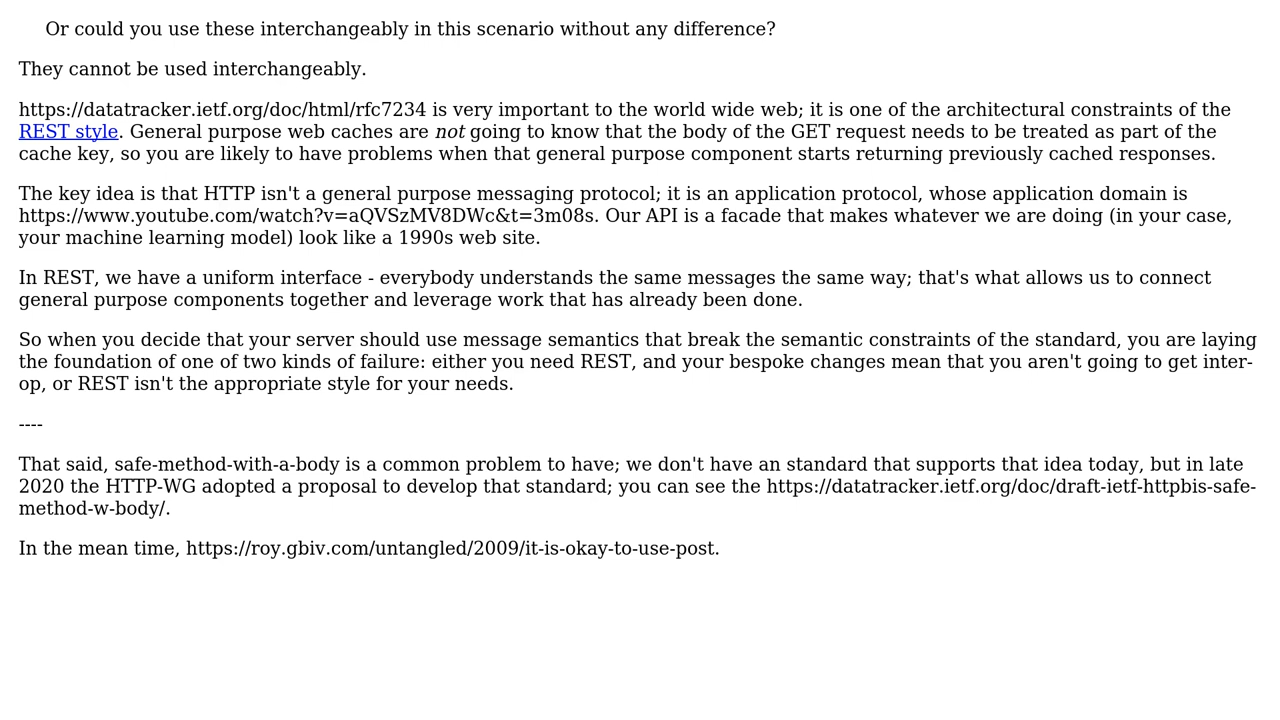 Or could you use these interchangeably in this scenario without any difference?
They cannot be used interchangeably.
https://datatracker.ietf.org/doc/html/rfc7234 is very important to the world wide web; it is one of the architectural constraints of the
REST style. General purpose web caches are not going to know that the body of the GET request needs to be treated as part of the
cache key, so you are likely to have problems when that general purpose component starts returning previously cached responses.
The key idea is that HTTP isn't a general purpose messaging protocol; it is an application protocol, whose application domain is
https://www.youtube.com/watch?v=aQVSzMV8DWc&t=3m08s. Our API is a facade that makes whatever we are doing (in your case,
your machine learning model) look like a 1990s web site.
In REST, we have a uniform interface - everybody understands the same messages the same way; that's what allows us to connect
general purpose components together and leverage work that has already been done.
So when you decide that your server should use message semantics that break the semantic constraints of the standard, you are laying
the foundation of one of two kinds of failure: either you need REST, and your bespoke changes mean that you aren't going to get inter-
op, or REST isn't the appropriate style for your needs.
----
That said, safe-method-with-a-body is a common problem to have; we don't have an standard that supports that idea today, but in late
2020 the HTTP-WG adopted a proposal to develop that standard; you can see the https://datatracker.ietf.org/doc/draft-ietf-httpbis-safe-
method-w-body/.
In the mean time, https://roy.gbiv.com/untangled/2009/it-is-okay-to-use-post.